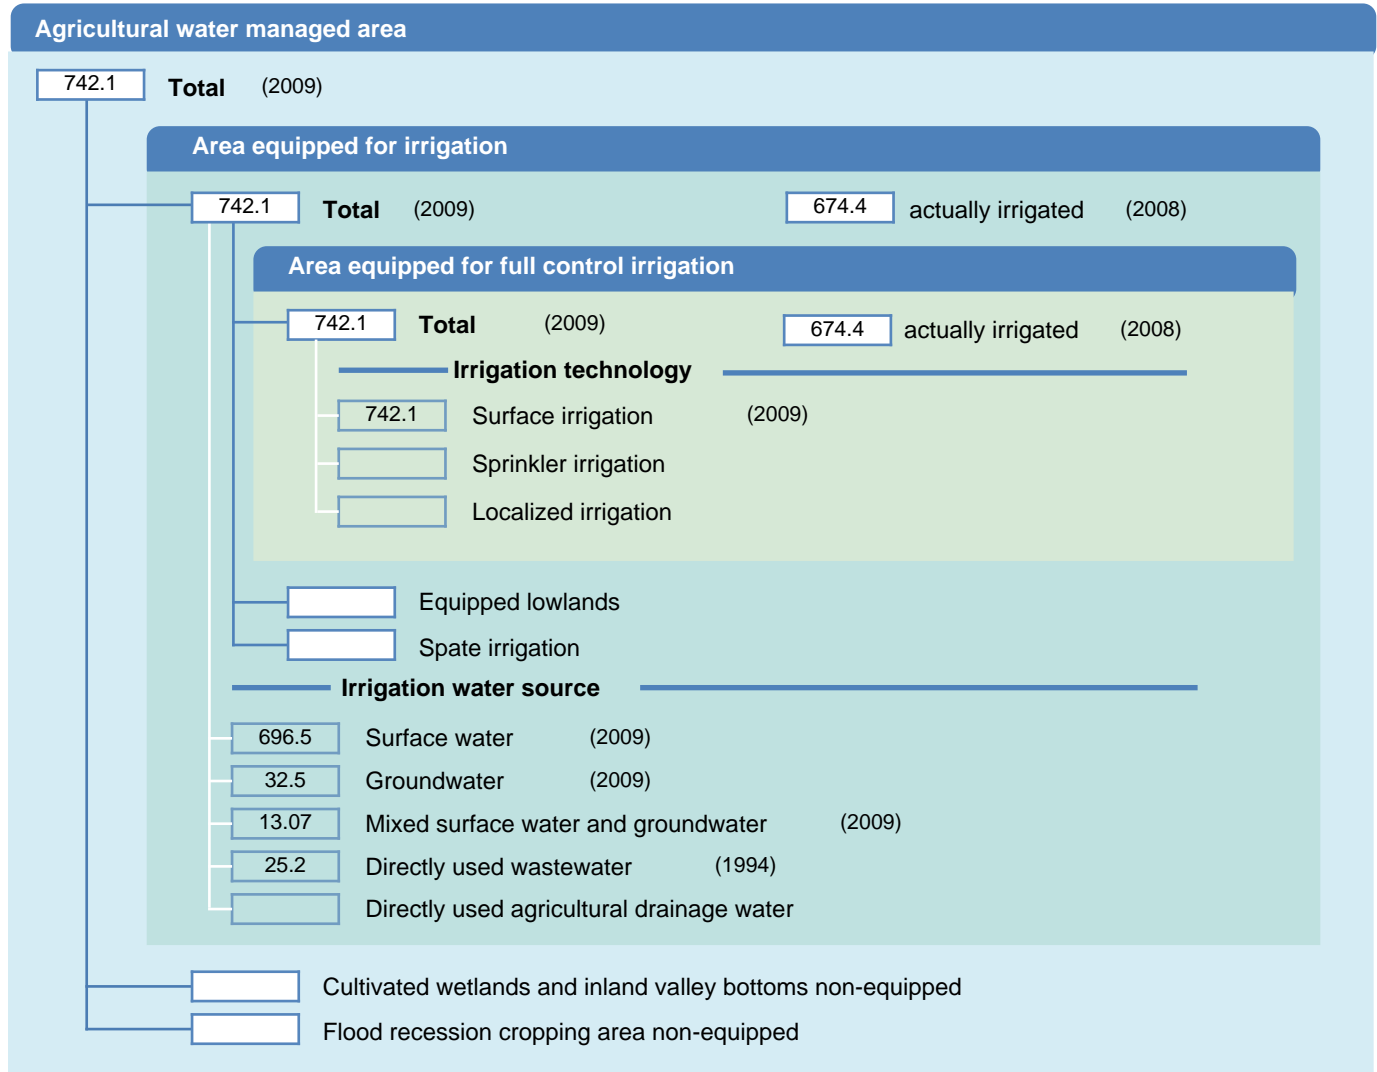 Agricultural water managed area
742.1 Total (2009)
Area equipped for irrigation
742.1 Total (2009) 674.4 actually irrigated (2008)
Area equipped for full control irrigation
742.1 Total (2009) 674.4 actually irrigated (2008)
Irrigation technology
742.1 Surface irrigation (2009)
Sprinkler irrigation
Localized irrigation
Equipped lowlands
Spate irrigation
Irrigation water source
696.5 Surface water (2009)
32.5 Groundwater (2009)
13.07 Mixed surface water and groundwater (2009)
25.2 Directly used wastewater (1994)
Directly used agricultural drainage water
Cultivated wetlands and inland valley bottoms non-equipped
Flood recession cropping area non-equipped